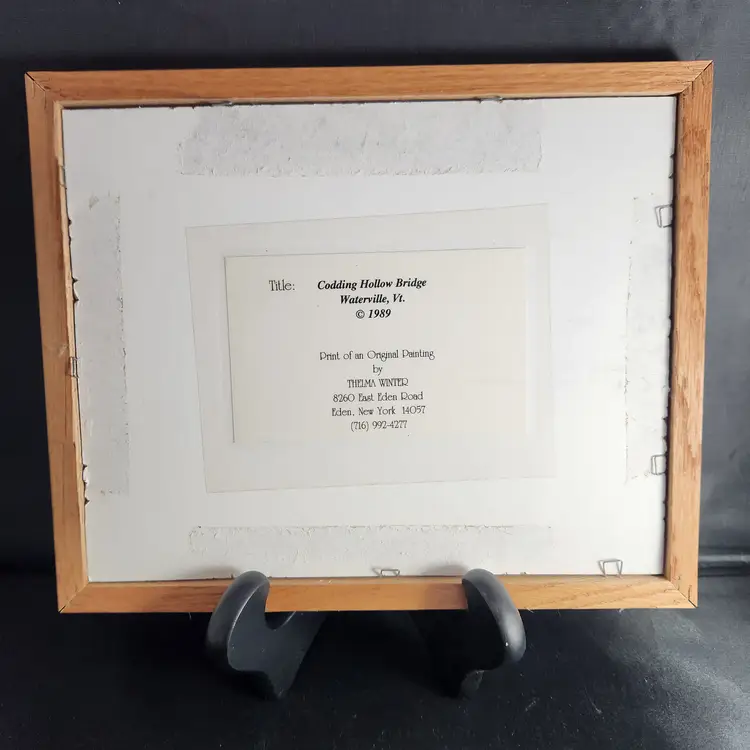 Title: Codding Hollow Bridge
Waterville, Vt.
© 1989
Print of an Original Painting
by
THELMA WINTER
8260 East Eden Road
Eden, New York 14057
(716) 992-4277